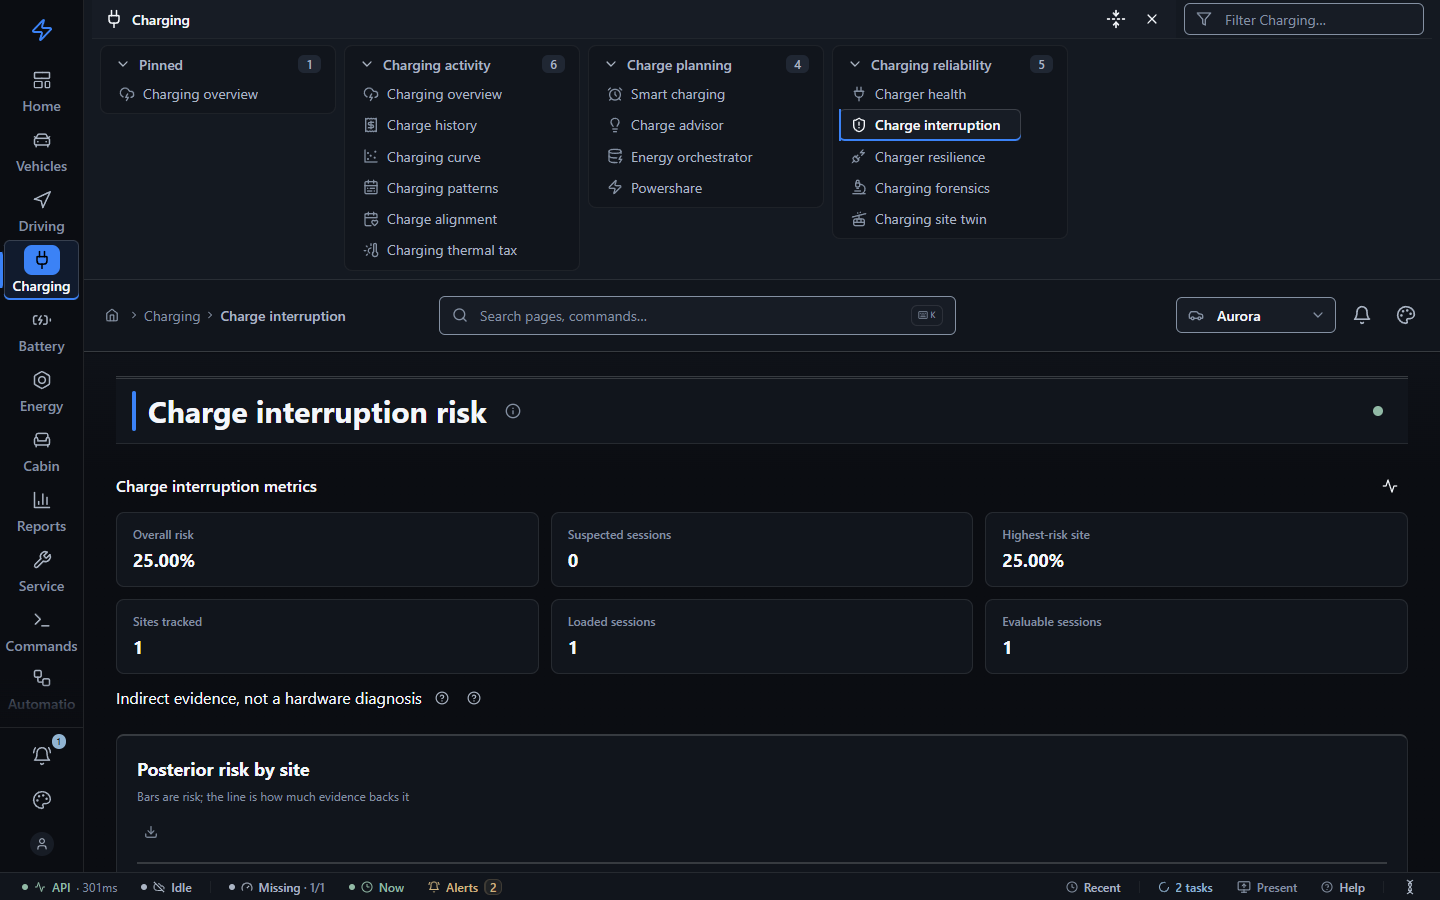 Charging
Filter Charging...
Pinned 1
Charging overview
Charging activity 6
Charging overview
Charge history
Charging curve
Charging patterns
Charge alignment
Charging thermal tax
Charge planning 4
Smart charging
Charge advisor
Energy orchestrator
Powershare
Charging reliability 5
Charger health
Charge interruption
Charger resilience
Charging forensics
Charging site twin
Home
Vehicles
Driving
Charging
Battery
Energy
Cabin
Reports
Service
Commands
Automatio
1
Charging
Charge interruption
Search pages, commands...
K
Aurora
Charge interruption risk
Charge interruption metrics
Overall risk
25.00%
Suspected sessions
0
Highest-risk site
25.00%
Sites tracked
1
Loaded sessions
1
Evaluable sessions
1
Indirect evidence, not a hardware diagnosis
Posterior risk by site
Bars are risk; the line is how much evidence backs it
API · 301ms
Idle
Missing · 1/1
Now
Alerts 2
Recent
2 tasks
Present
Help